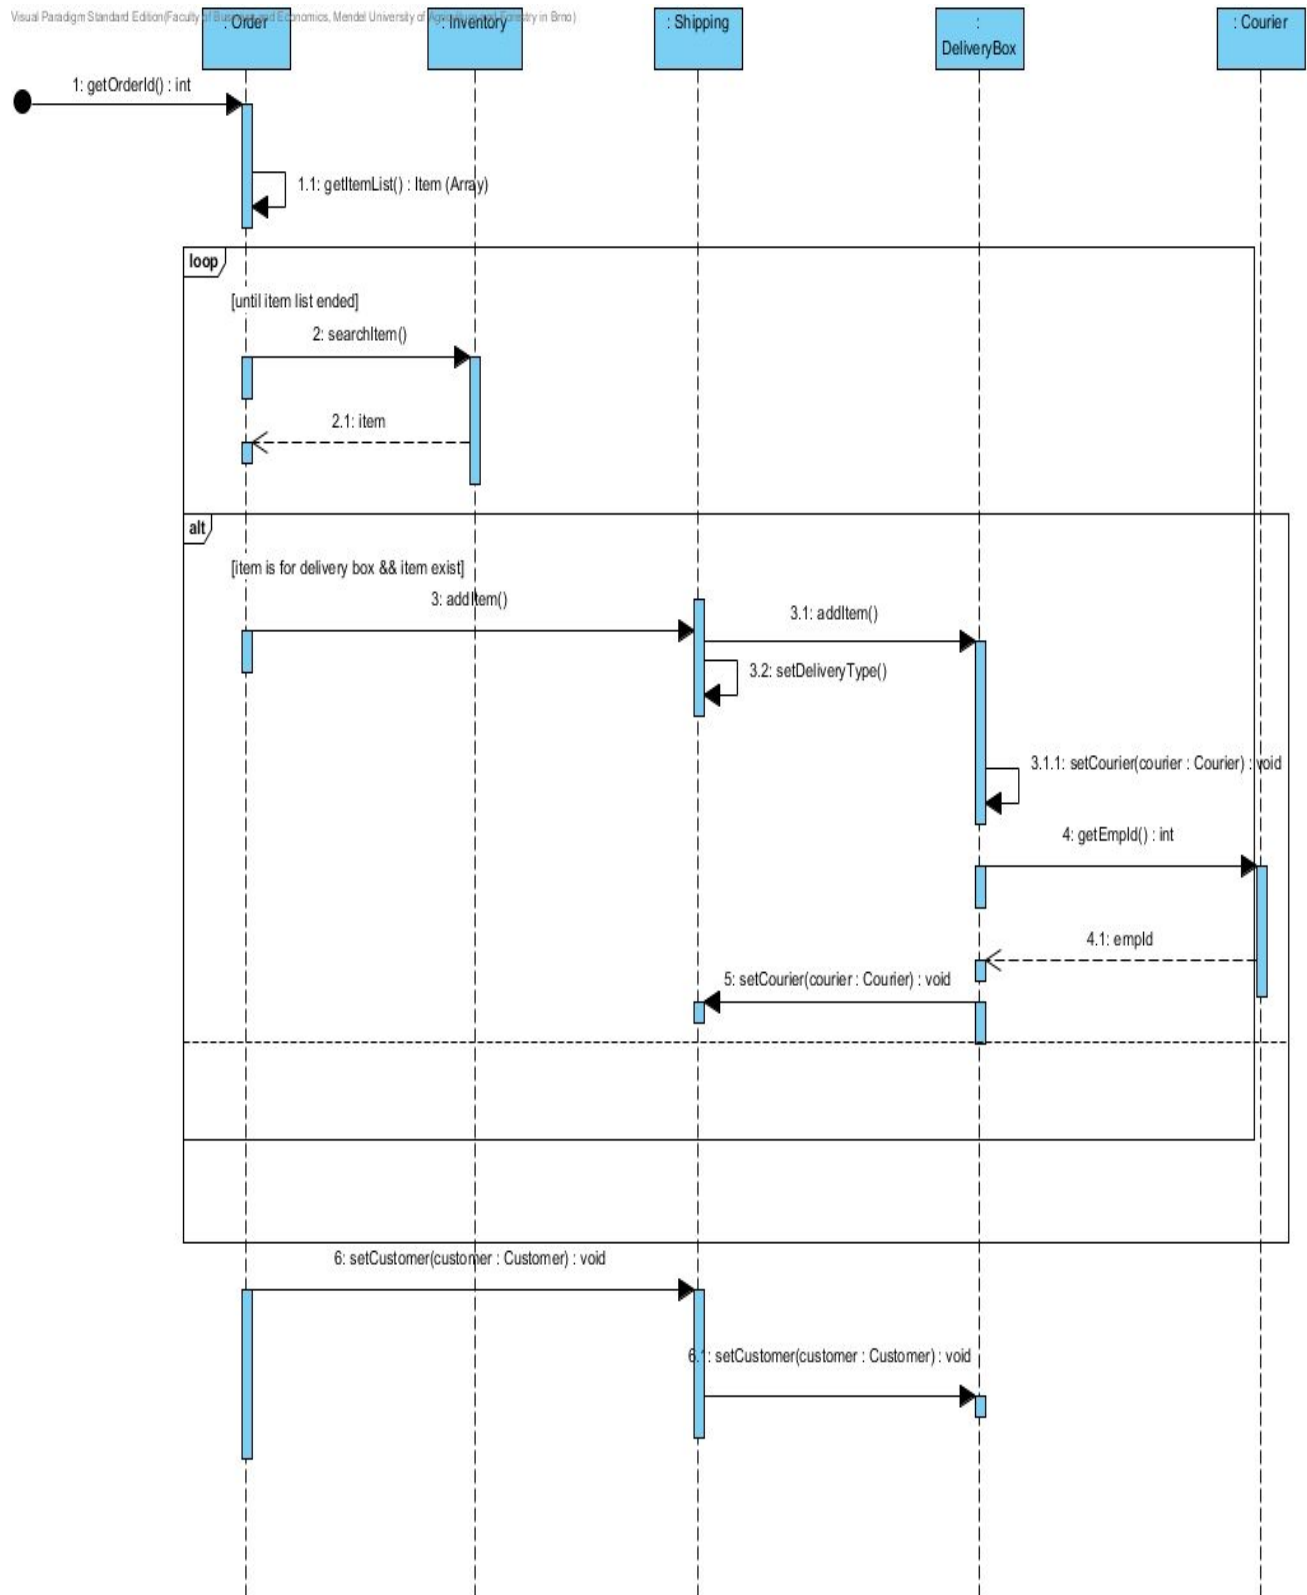 Visual Paradigm Standard Edition(Faculty of Business and Economics, Mendel University of Agriculture and Forestry in Brno)
: Order
: Inventory
: Shipping
:
DeliveryBox
: Courier
1: getOrderId() : int
1.1: getItemList() : Item (Array)
loop
[until item list ended]
2: searchItem()
2.1: item
alt
[item is for delivery box && item exist]
3: addItem()
3.1: addItem()
3.2: setDeliveryType()
3.1.1: setCourier(courier : Courier) : void
4: getEmpId() : int
4.1: empId
5: setCourier(courier : Courier) : void
6: setCustomer(customer : Customer) : void
6.1: setCustomer(customer : Customer) : void